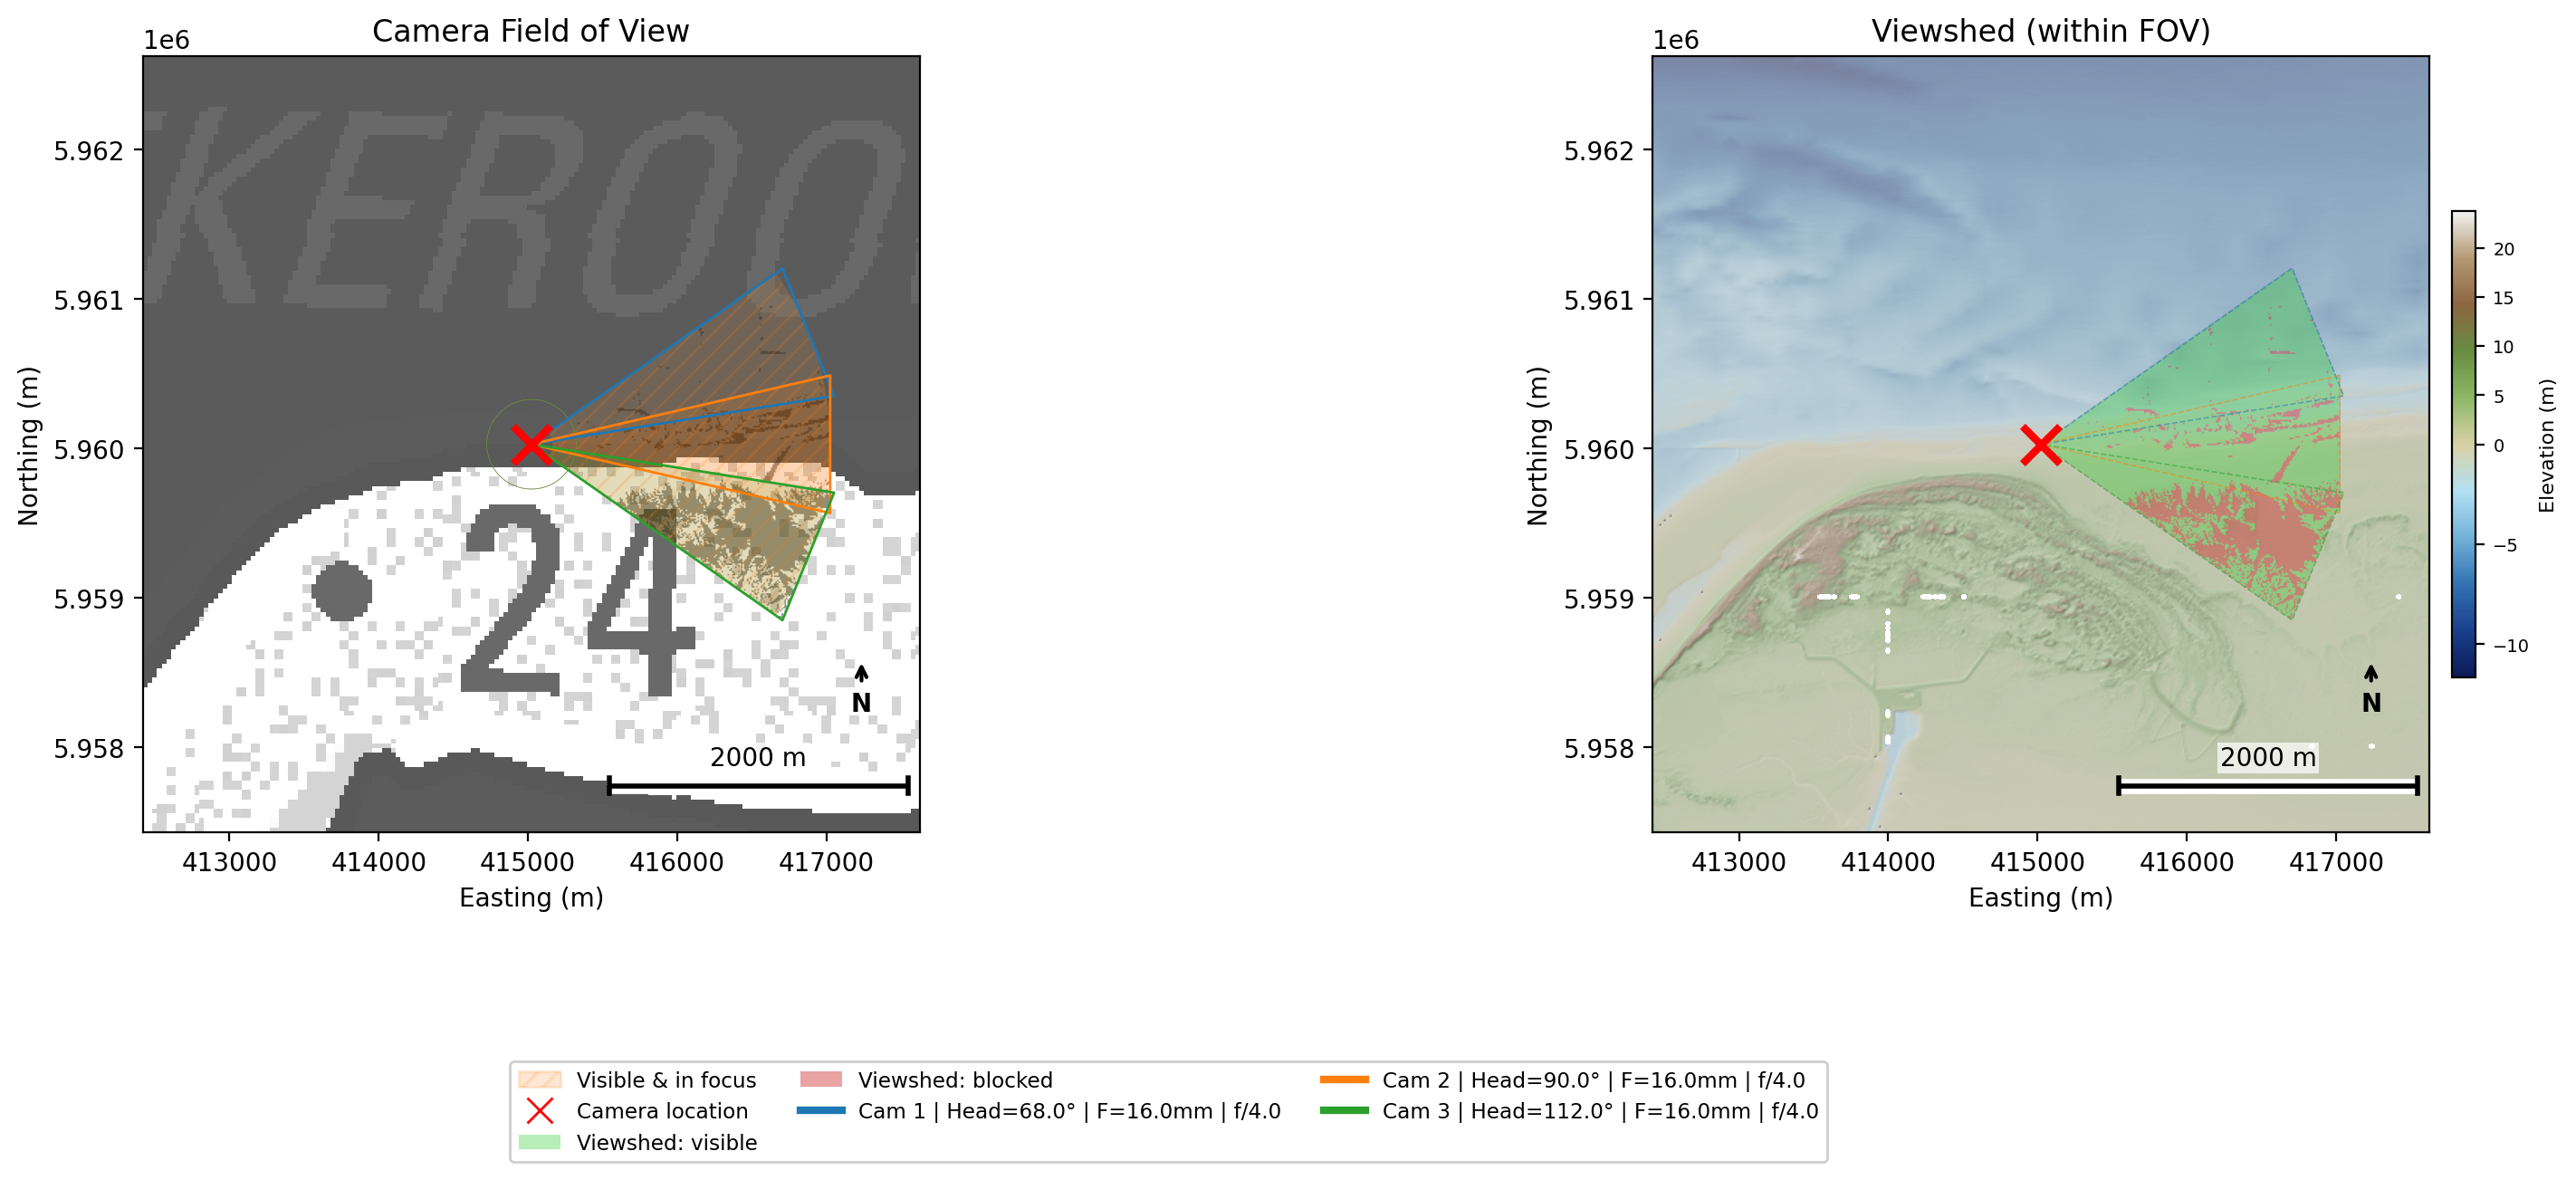 Camera Field of View
1e6
KEROO
24
5.962
5.961
5.960
5.959
5.958
Northing (m)
413000 414000 415000 416000 417000
Easting (m)
2000 m
N
Viewshed (within FOV)
1e6
5.962
5.961
5.960
5.959
5.958
Northing (m)
413000 414000 415000 416000 417000
Easting (m)
2000 m
N
20
15
10
5
0
−5
−10
Elevation (m)
Visible & in focus
Camera location
Viewshed: visible
Viewshed: blocked
Cam 1 | Head=68.0° | F=16.0mm | f/4.0
Cam 2 | Head=90.0° | F=16.0mm | f/4.0
Cam 3 | Head=112.0° | F=16.0mm | f/4.0